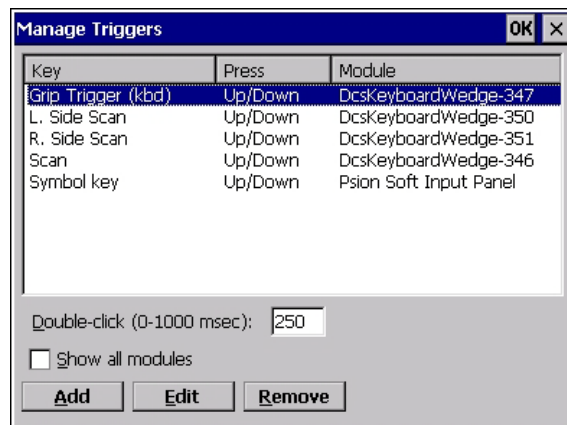 Manage Triggers OK ×
Key Press Module
Grip Trigger (kbd) Up/Down DcsKeyboardWedge-347
L. Side Scan Up/Down DcsKeyboardWedge-350
R. Side Scan Up/Down DcsKeyboardWedge-351
Scan Up/Down DcsKeyboardWedge-346
Symbol key Up/Down Psion Soft Input Panel
Double-click (0-1000 msec): 250
Show all modules
Add Edit Remove